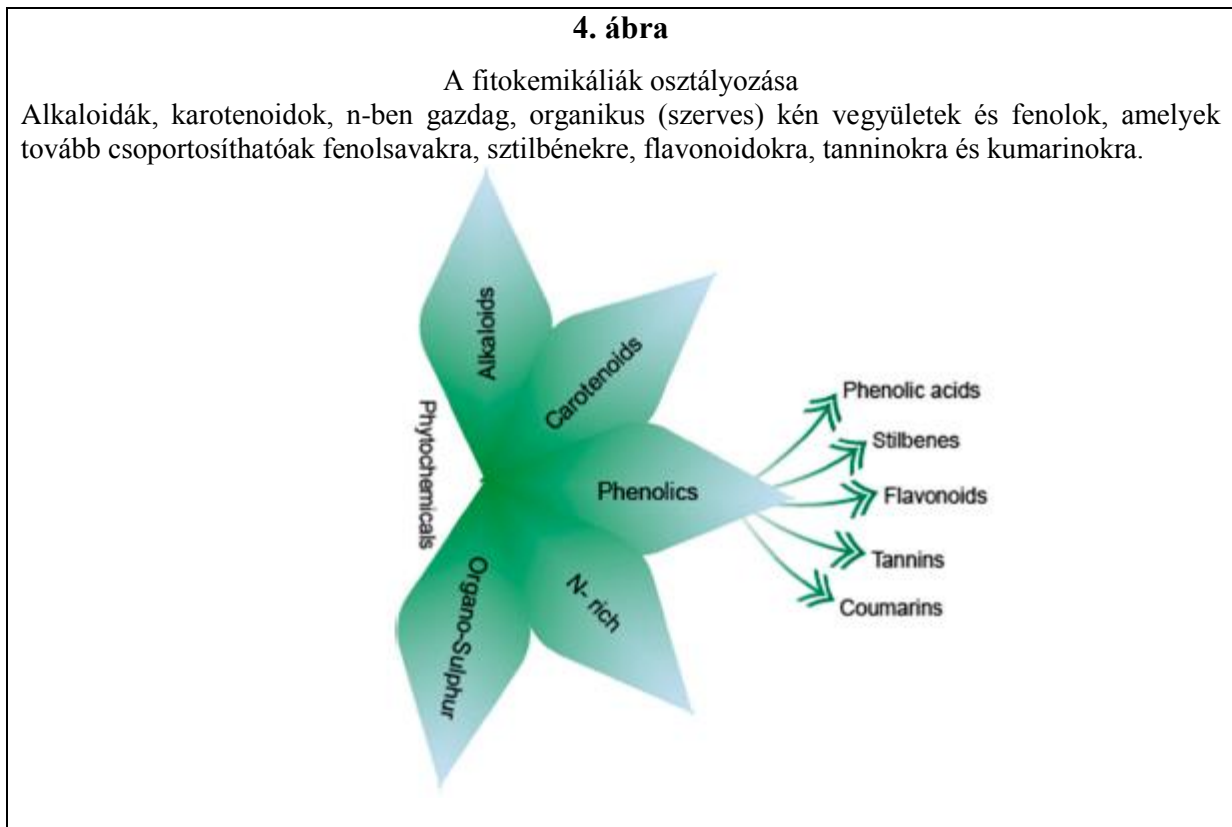 4. ábra
A fitokemikáliák osztályozása
Alkaloidák, karotenoidok, n-ben gazdag, organikus (szerves) kén vegyületek és fenolok, amelyek
tovább csoportosíthatóak fenolsavakra, sztilbénekre, flavonoidokra, tanninokra és kumarinokra.
Alkaloids
Carotenoids
Phytochemicals
Phenolics
N- rich
Organo-Sulphur
Phenolic acids
Stilbenes
Flavonoids
Tannins
Coumarins